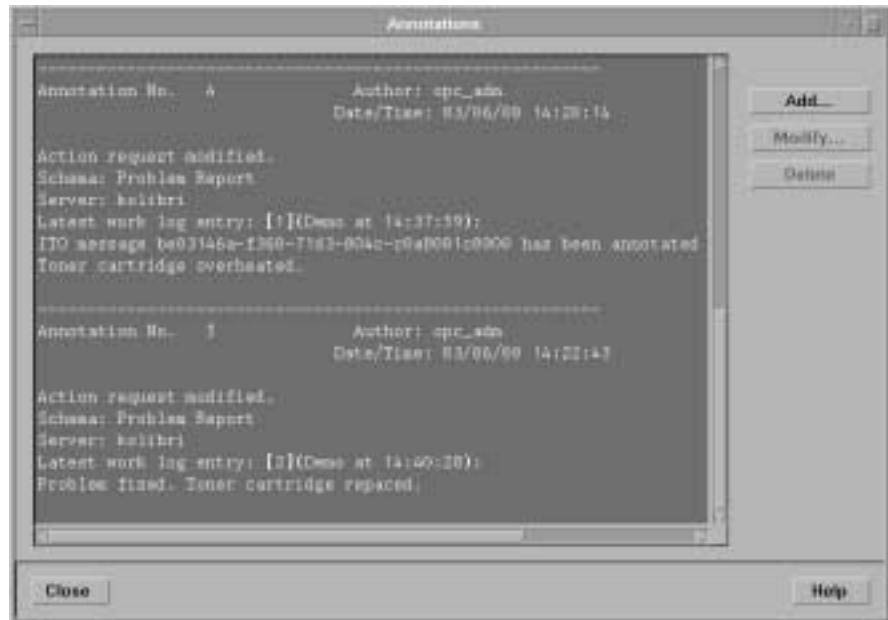 Annotations
Annotation No. 4 Author: opc_adm
Date/Time: 03/06/00 14:20:14
Action request modified.
Schema: Problem Report
Server: kolibri
Latest work log entry: [1](Demo at 14:37:59):
ITO message has been annotated
Toner cartridge overheated.
Annotation No. Author: opc_adm
Date/Time: 03/06/00 14:22:43
Action request modified.
Schema: Problem Report
Server: kolibri
Latest work log entry: [2](Demo at 14:40:28):
Problem fixed. Toner cartridge repaced.
Add...
Modify...
Delete
Close
Help